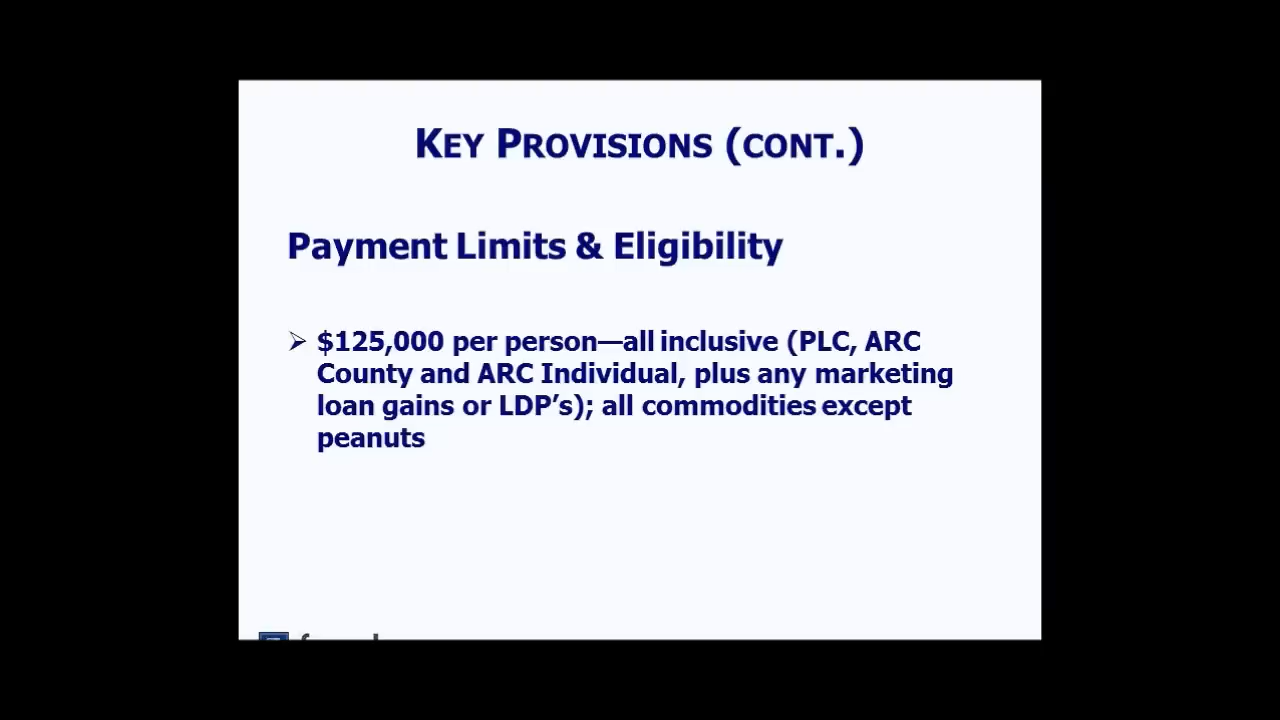 KEY PROVISIONS (CONT.)
Payment Limits & Eligibility
➢ $125,000 per person—all inclusive (PLC, ARC
County and ARC Individual, plus any marketing
loan gains or LDP’s); all commodities except
peanuts